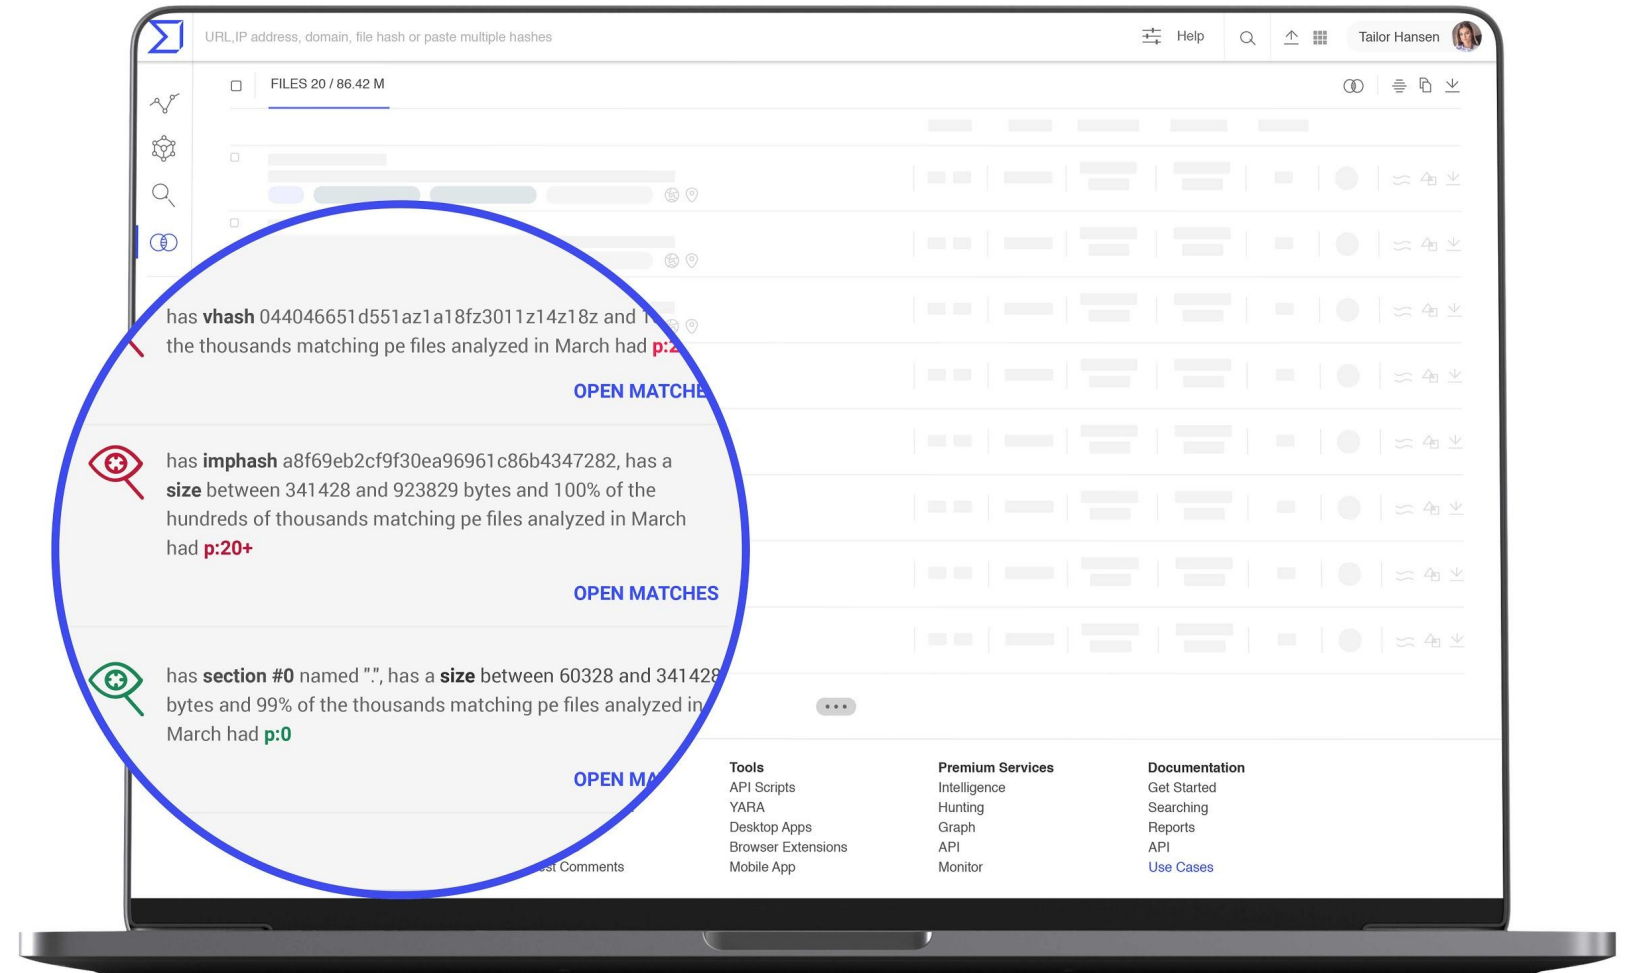 URL,IP address, domain, file hash or paste multiple hashes
Help
Tailor Hansen
FILES 20 / 86.42 M
has vhash 044046651d551az1a18fz3011z14z18z and
the thousands matching pe files analyzed in March had
OPEN
has imphash a8f69eb2cf9f30ea96961c86b4347282, has a
size between 341428 and 923829 bytes and 100% of the
hundreds of thousands matching pe files analyzed in March
had p:20+
OPEN MATCHES
has section #0 named ".", has a size between 60328 and 341428
bytes and 99% of the thousands matching pe files analyzed in
March had p:0
OPEN
Tools
API Scripts
YARA
Desktop Apps
Browser Extensions
Mobile App
Premium Services
Intelligence
Hunting
Graph
API
Monitor
Documentation
Get Started
Searching
Reports
API
Use Cases
Comments